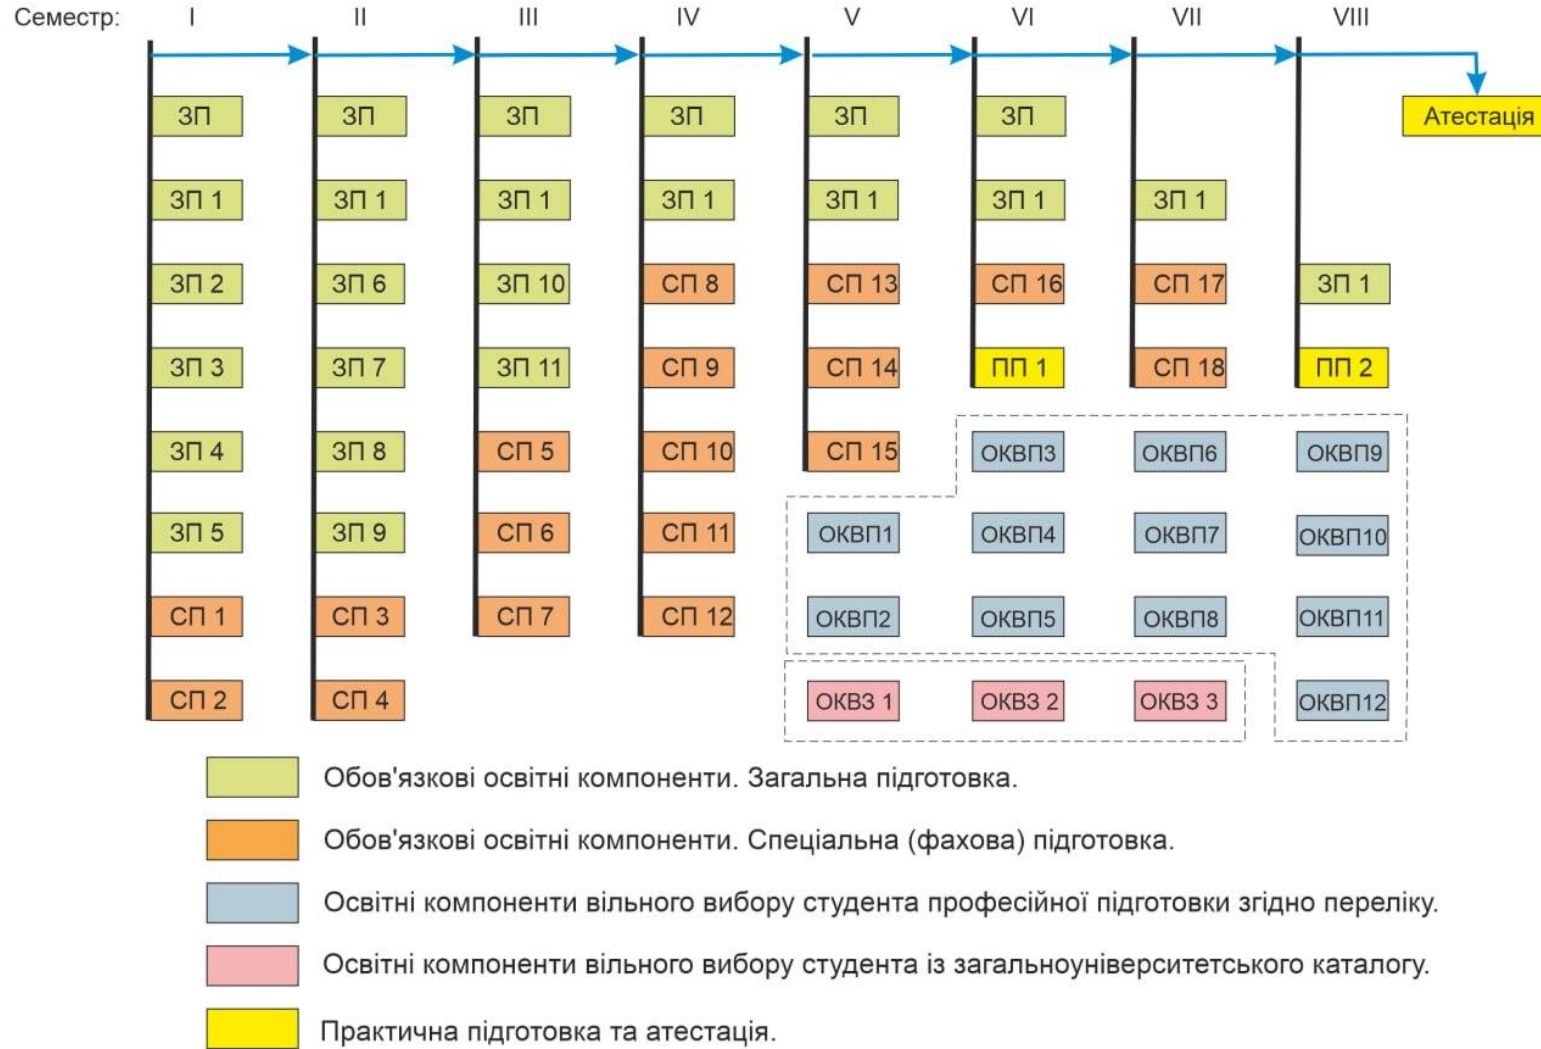 Семестр: I II III IV V VI VII VIII
ЗП ЗП ЗП ЗП ЗП ЗП Атестація
ЗП 1 ЗП 1 ЗП 1 ЗП 1 ЗП 1 ЗП 1 ЗП 1
ЗП 2 ЗП 6 ЗП 10 СП 8 СП 13 СП 16 СП 17 ЗП 1
ЗП 3 ЗП 7 ЗП 11 СП 9 СП 14 ПП 1 СП 18 ПП 2
ЗП 4 ЗП 8 СП 5 СП 10 СП 15 ОКВП3 ОКВП6 ОКВП9
ЗП 5 ЗП 9 СП 6 СП 11 ОКВП1 ОКВП4 ОКВП7 ОКВП10
СП 1 СП 3 СП 7 СП 12 ОКВП2 ОКВП5 ОКВП8 ОКВП11
СП 2 СП 4 ОКВЗ 1 ОКВЗ 2 ОКВЗ 3 ОКВП12
Обов'язкові освітні компоненти. Загальна підготовка.
Обов'язкові освітні компоненти. Спеціальна (фахова) підготовка.
Освітні компоненти вільного вибору студента професійної підготовки згідно переліку.
Освітні компоненти вільного вибору студента із загальноуніверситетського каталогу.
Практична підготовка та атестація.